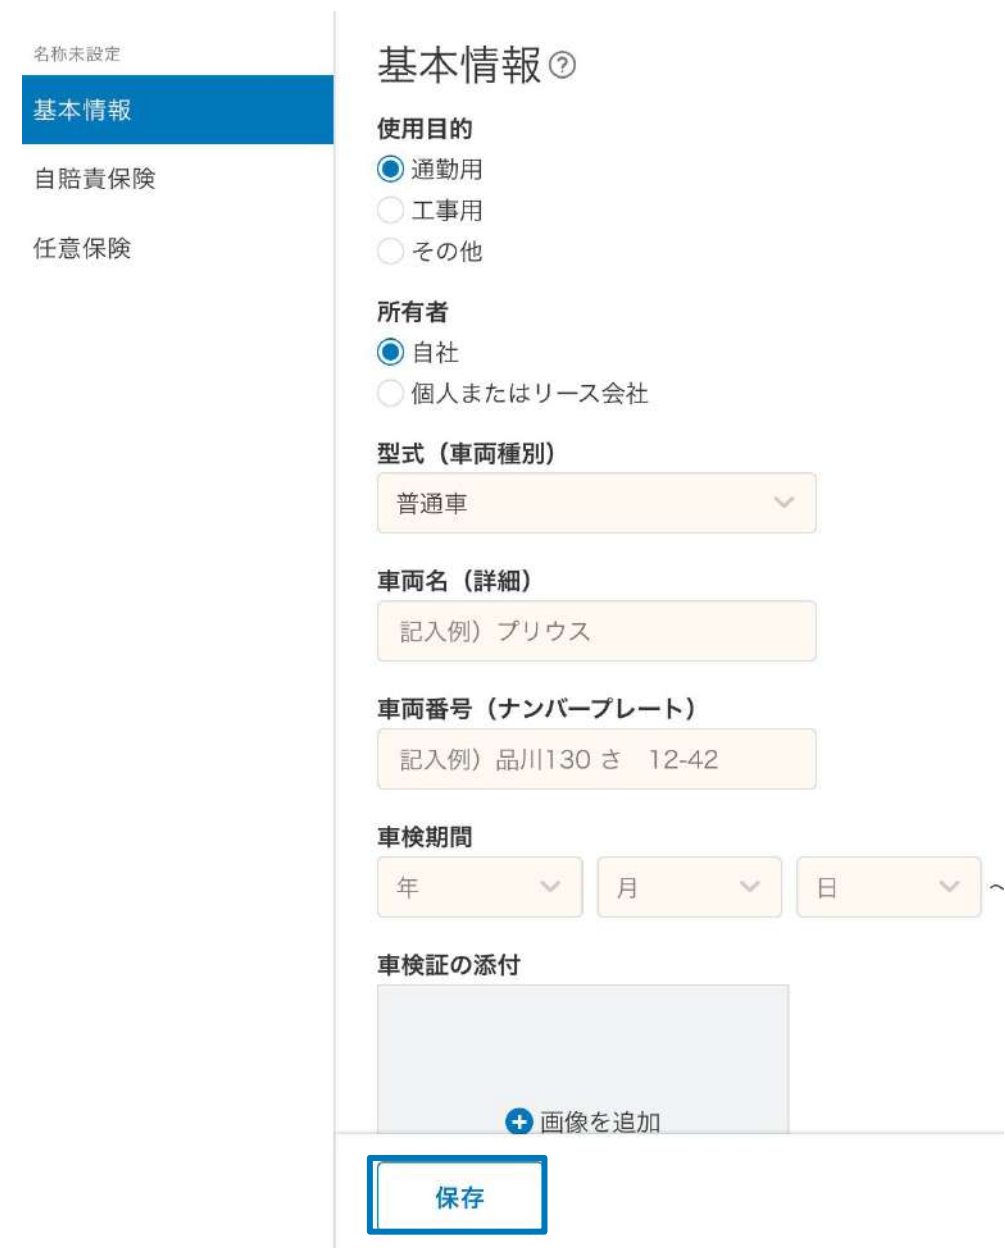 名称未設定
基本情報
自賠責保険
任意保険
基本情報?
使用目的
通勤用
工事用
その他
所有者
自社
個人またはリース会社
型式（車両種別）
普通車
車両名（詳細）
記入例）プリウス
車両番号（ナンバープレート）
記入例）品川130 さ　12-42
車検期間
年 月 日 ～
車検証の添付
画像を追加
保存